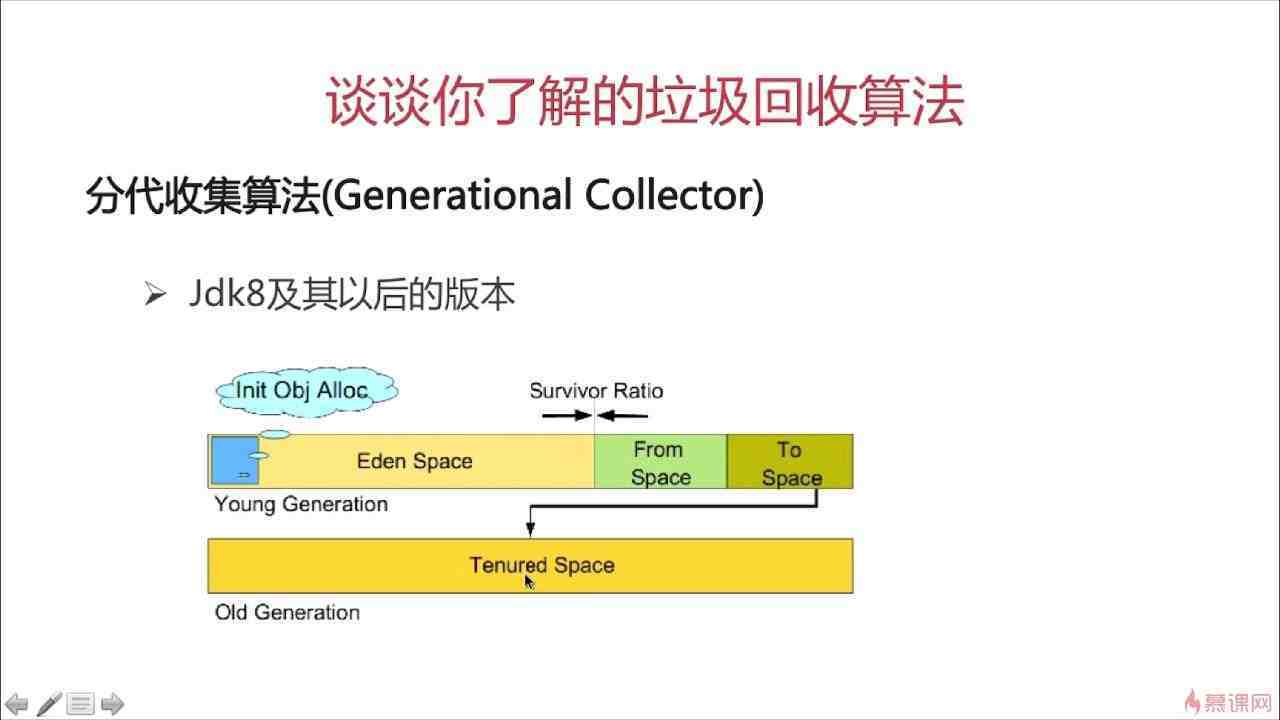 谈谈你了解的垃圾回收算法
分代收集算法(Generational Collector)
Jdk8及其以后的版本
Init Obj Alloc
Survivor Ratio
Eden Space
From
Space
To
Space
Young Generation
Tenured Space
Old Generation
慕课网